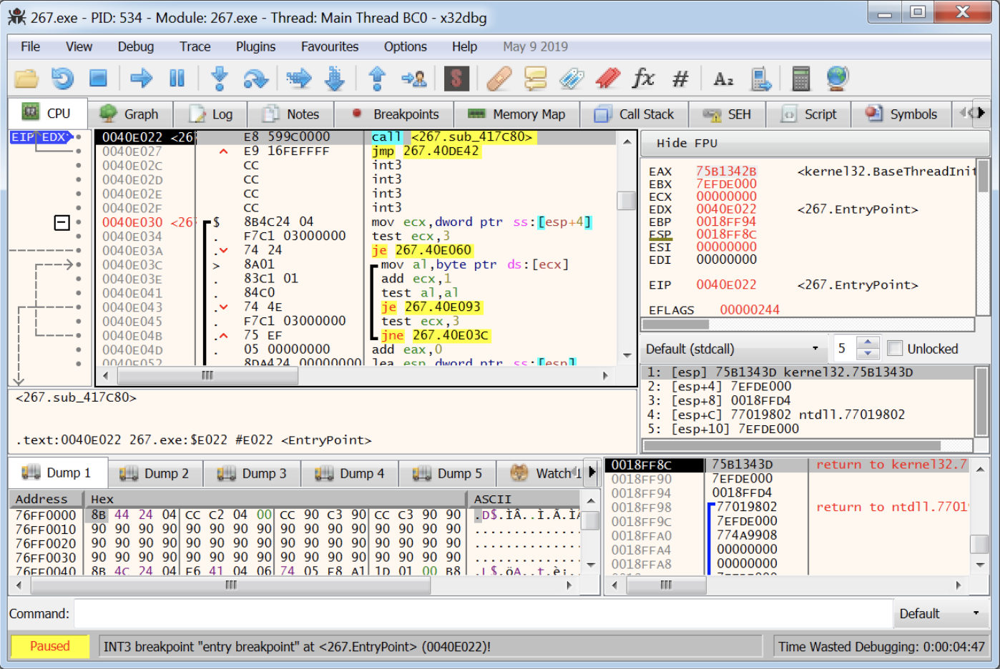 267.exe - PID: 534 - Module: 267.exe - Thread: Main Thread BC0 - x32dbg
File View Debug Trace Plugins Favourites Options Help May 9 2019
S fx # A₂
CPU Graph Log Notes Breakpoints Memory Map Call Stack SEH Script Symbols
EIP EDX
0040E022 <26 E8 599C0000 call <267.sub_417C80>
0040E027 ^ E9 16FEFFFF jmp 267.40DE42
0040E02C CC int3
0040E02D CC int3
0040E02E CC int3
0040E02F CC int3
0040E030 <26 $ 8B4C24 04 mov ecx,dword ptr ss:[esp+4]
0040E034 . F7C1 03000000 test ecx,3
0040E03A . 74 24 je 267.40E060
0040E03C > 8A01 mov al,byte ptr ds:[ecx]
0040E03E . 83C1 01 add ecx,1
0040E041 . 84C0 test al,al
0040E043 . 74 4E je 267.40E093
0040E045 . F7C1 03000000 test ecx,3
0040E04B .^ 75 EF jne 267.40E03C
0040E04D . 05 00000000 add eax,0
0040E052 8DA424 00000000 lea esp,dword ptr ss:[esp]
Hide FPU
EAX 75B1342B <kernel32.BaseThreadInit
EBX 7EFDE000
ECX 00000000
EDX 0040E022 <267.EntryPoint>
EBP 0018FF94
ESP 0018FF8C
ESI 00000000
EDI 00000000
EIP 0040E022 <267.EntryPoint>
EFLAGS 00000244
Default (stdcall) 5 Unlocked
1: [esp] 75B1343D kernel32.75B1343D
2: [esp+4] 7EFDE000
3: [esp+8] 0018FFD4
4: [esp+C] 77019802 ntdll.77019802
5: [esp+10] 7EFDE000
<267.sub_417C80>
.text:0040E022 267.exe:$E022 #E022 <EntryPoint>
Dump 1 Dump 2 Dump 3 Dump 4 Dump 5 Watch 1
Address Hex ASCII
76FF0000 8B 44 24 04 CC C2 04 00 CC 90 C3 90 CC C3 90 90 .D$.ÌÂ..Ì.Ã.ÌÃ
76FF0010 90 90 90 90 90 90 90 90 90 90 90 90 90 90 90 90 ..............
76FF0020 90 90 90 90 90 90 90 90 90 90 90 90 90 90 90 90 ..............
76FF0030 90 90 90 90 90 90 90 90 90 90 90 90 90 90 90 90 ..............
76FF0040 8B 4C 24 04 F6 41 04 06 74 05 E8 A1 1D 01 00 B8 .L$.öA..t.è¡..
0018FF8C 75B1343D return to kernel32.7
0018FF90 7EFDE000
0018FF94 0018FFD4
0018FF98 77019802 return to ntdll.7701
0018FF9C 7EFDE000
0018FFA0 774A9908
0018FFA4 00000000
0018FFA8 00000000
7EFDE000
Command: Default
Paused INT3 breakpoint "entry breakpoint" at <267.EntryPoint> (0040E022)! Time Wasted Debugging: 0:00:04:47